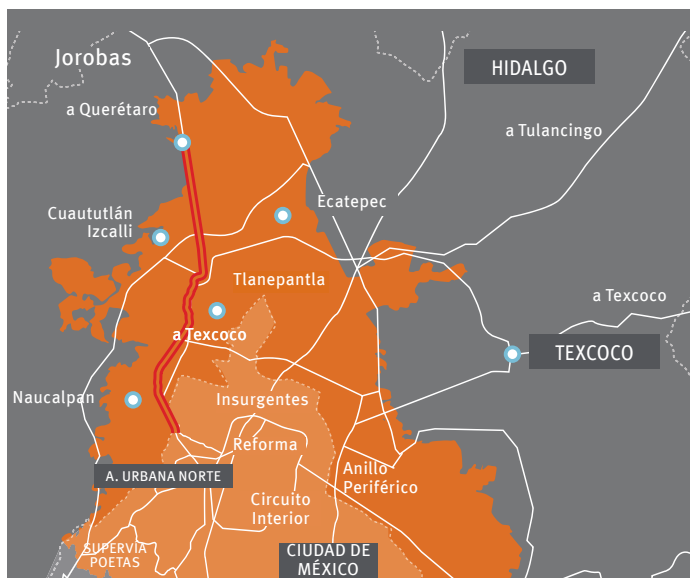 Jorobas
HIDALGO
a Querétaro
a Tulancingo
Ecatepec
Cuaututlán
Izcalli
Tlanepantla
a Texcoco
a Texcoco
TEXCOCO
Naucalpan
Insurgentes
Reforma
Anillo
Periférico
A. URBANA NORTE
Circuito
Interior
SUPERVÍA
POETAS
CIUDAD DE
MÉXICO